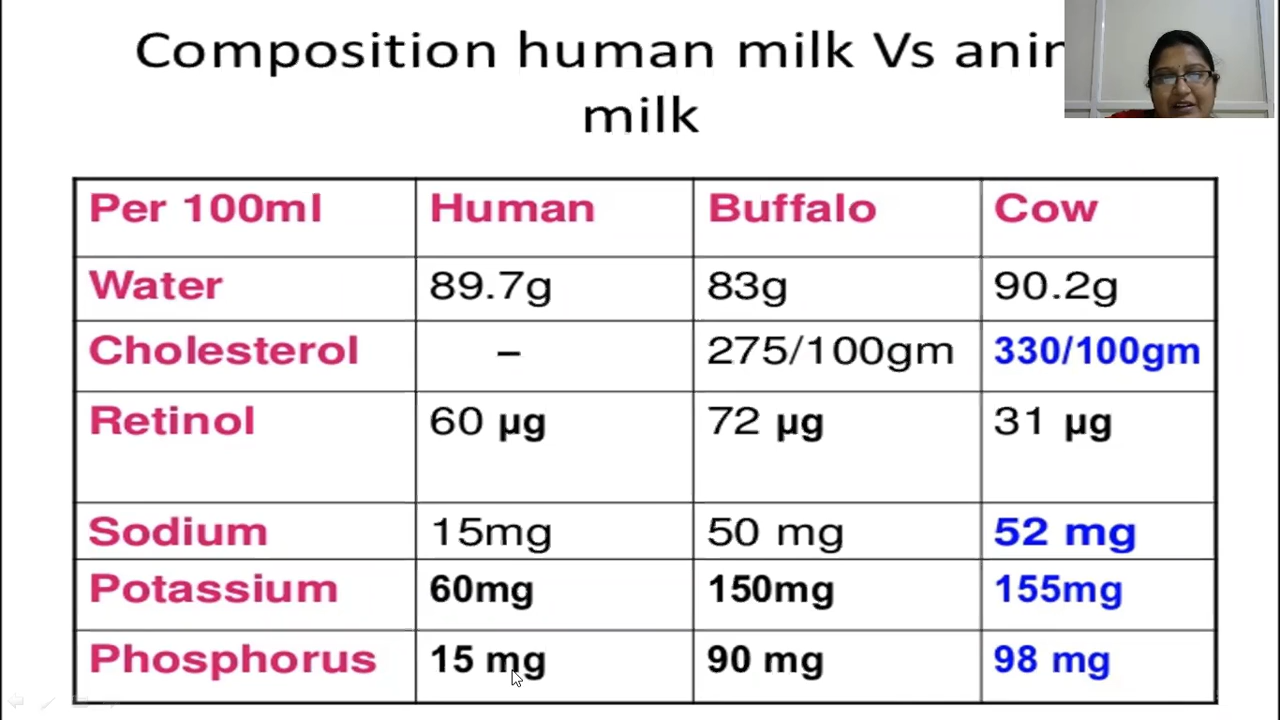 Composition human milk Vs
milk
Per 100ml Human Buffalo Cow
Water 89.7g 83g 90.2g
Cholesterol – 275/100gm 330/100gm
Retinol 60 µg 72 µg 31 µg
Sodium 15mg 50 mg 52 mg
Potassium 60mg 150mg 155mg
Phosphorus 15 mg 90 mg 98 mg